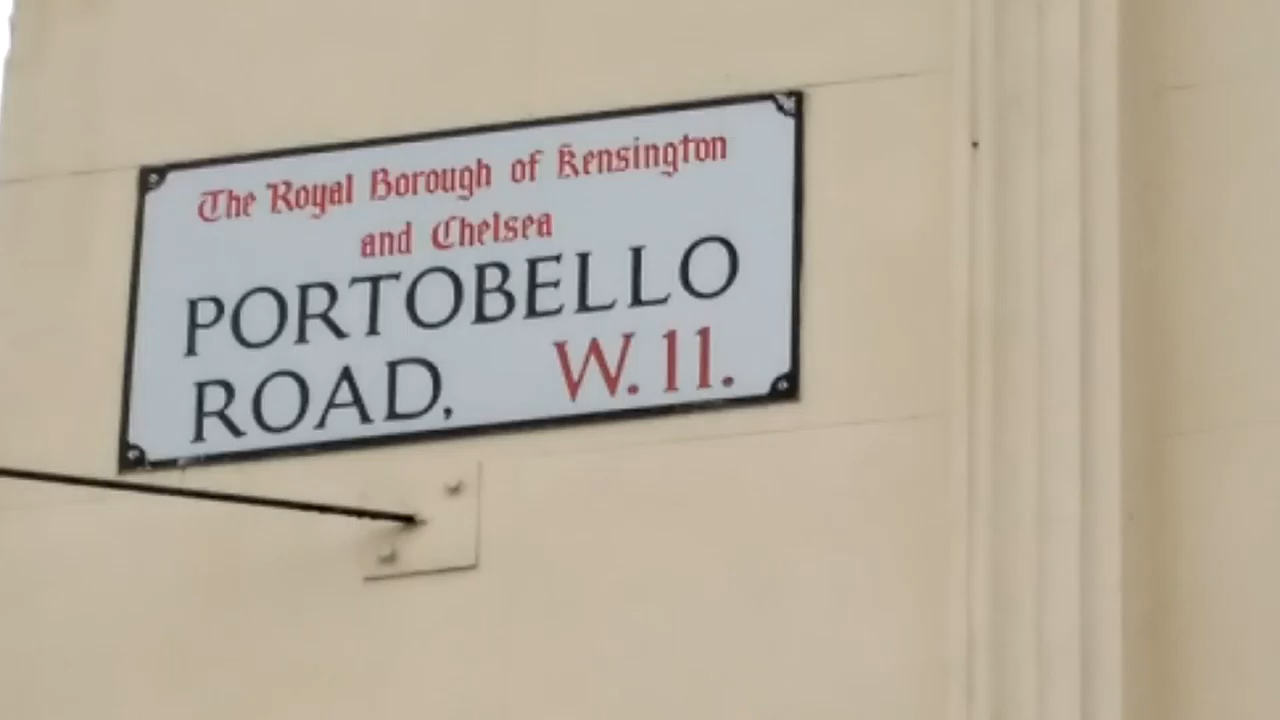 The Royal Borough of Kensington
and Chelsea
PORTOBELLO
ROAD, W.11.